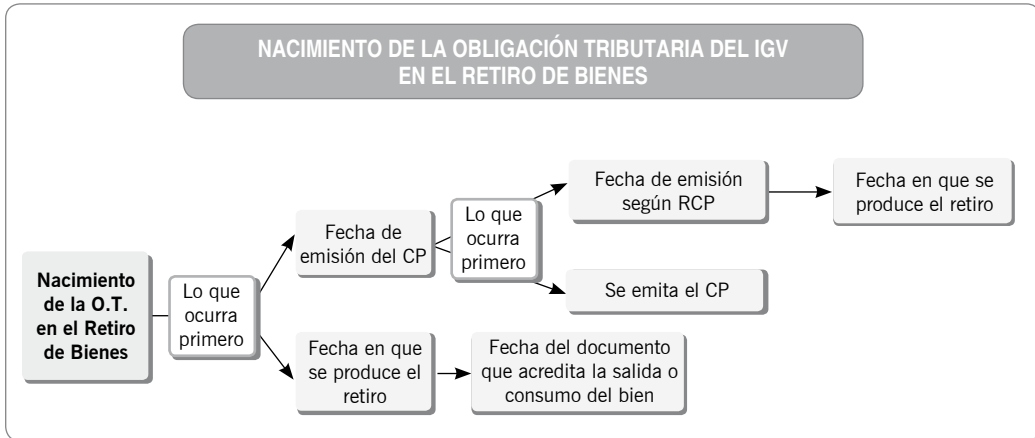 NACIMIENTO DE LA OBLIGACIÓN TRIBUTARIA DEL IGV
EN EL RETIRO DE BIENES
Nacimiento
de la O.T.
en el Retiro
de Bienes
Lo que
ocurra
primero
Fecha de
emisión del CP
Lo que
ocurra
primero
Fecha de emisión
según RCP
Fecha en que se
produce el retiro
Se emita el CP
Fecha en que
se produce el
retiro
Fecha del documento
que acredita la salida o
consumo del bien